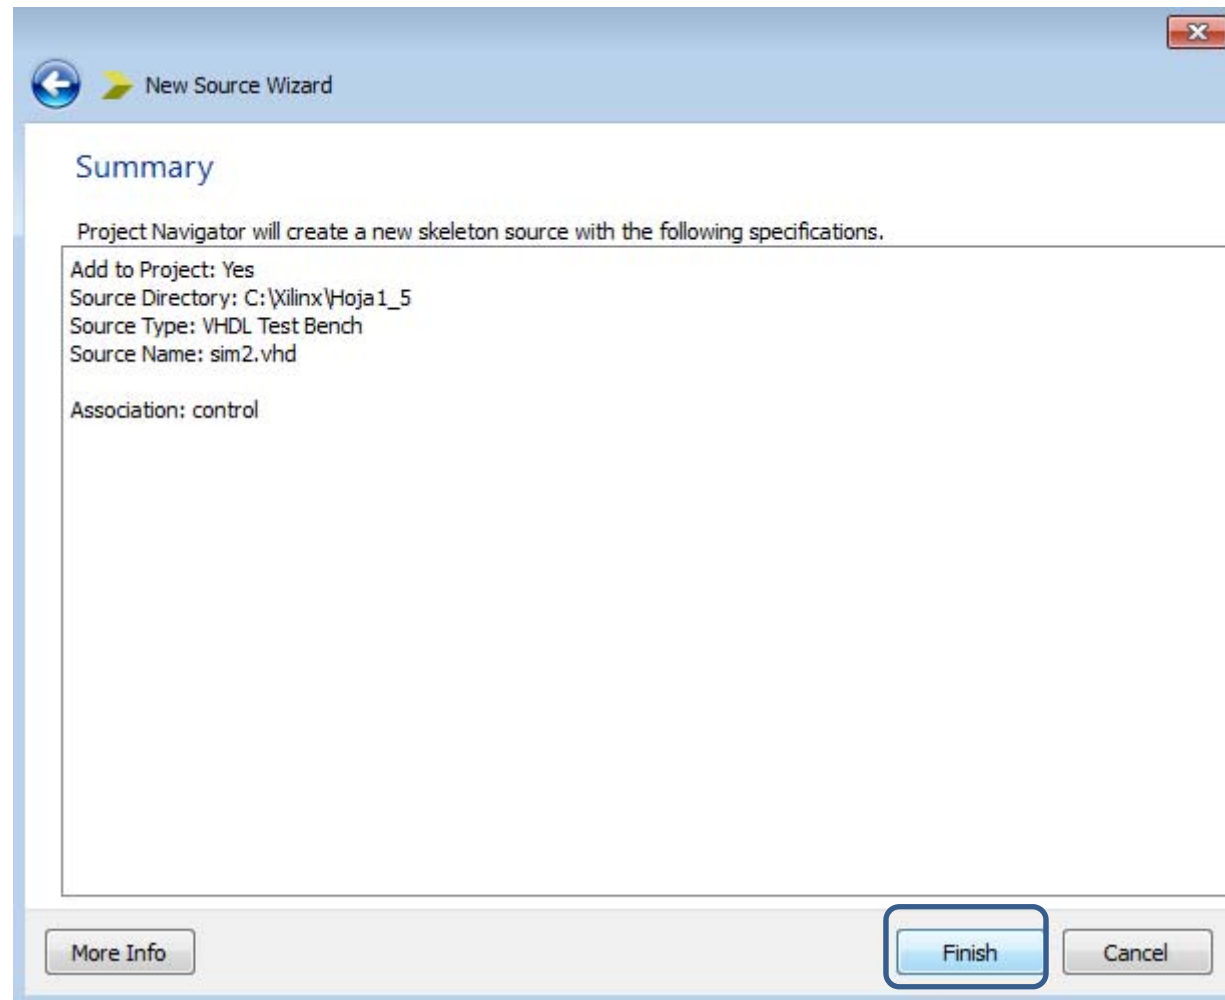 New Source Wizard
Summary
Project Navigator will create a new skeleton source with the following specifications.
Add to Project: Yes
Source Directory: C:\Xilinx\Hoja1_5
Source Type: VHDL Test Bench
Source Name: sim2.vhd
Association: control
More Info
Finish
Cancel